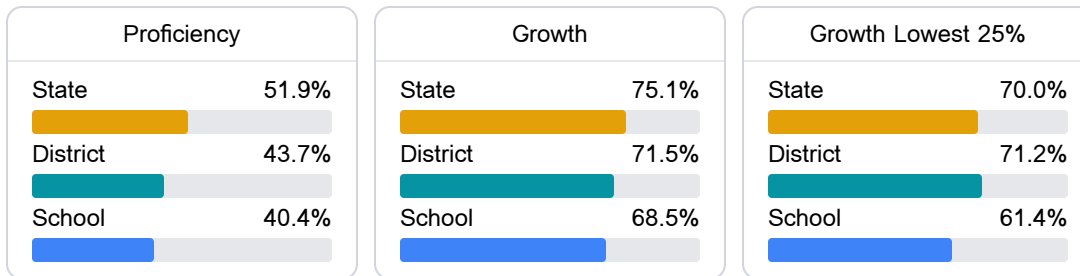 Proficiency
State 51.9%
District 43.7%
School 40.4%
Growth
State 75.1%
District 71.5%
School 68.5%
Growth Lowest 25%
State 70.0%
District 71.2%
School 61.4%